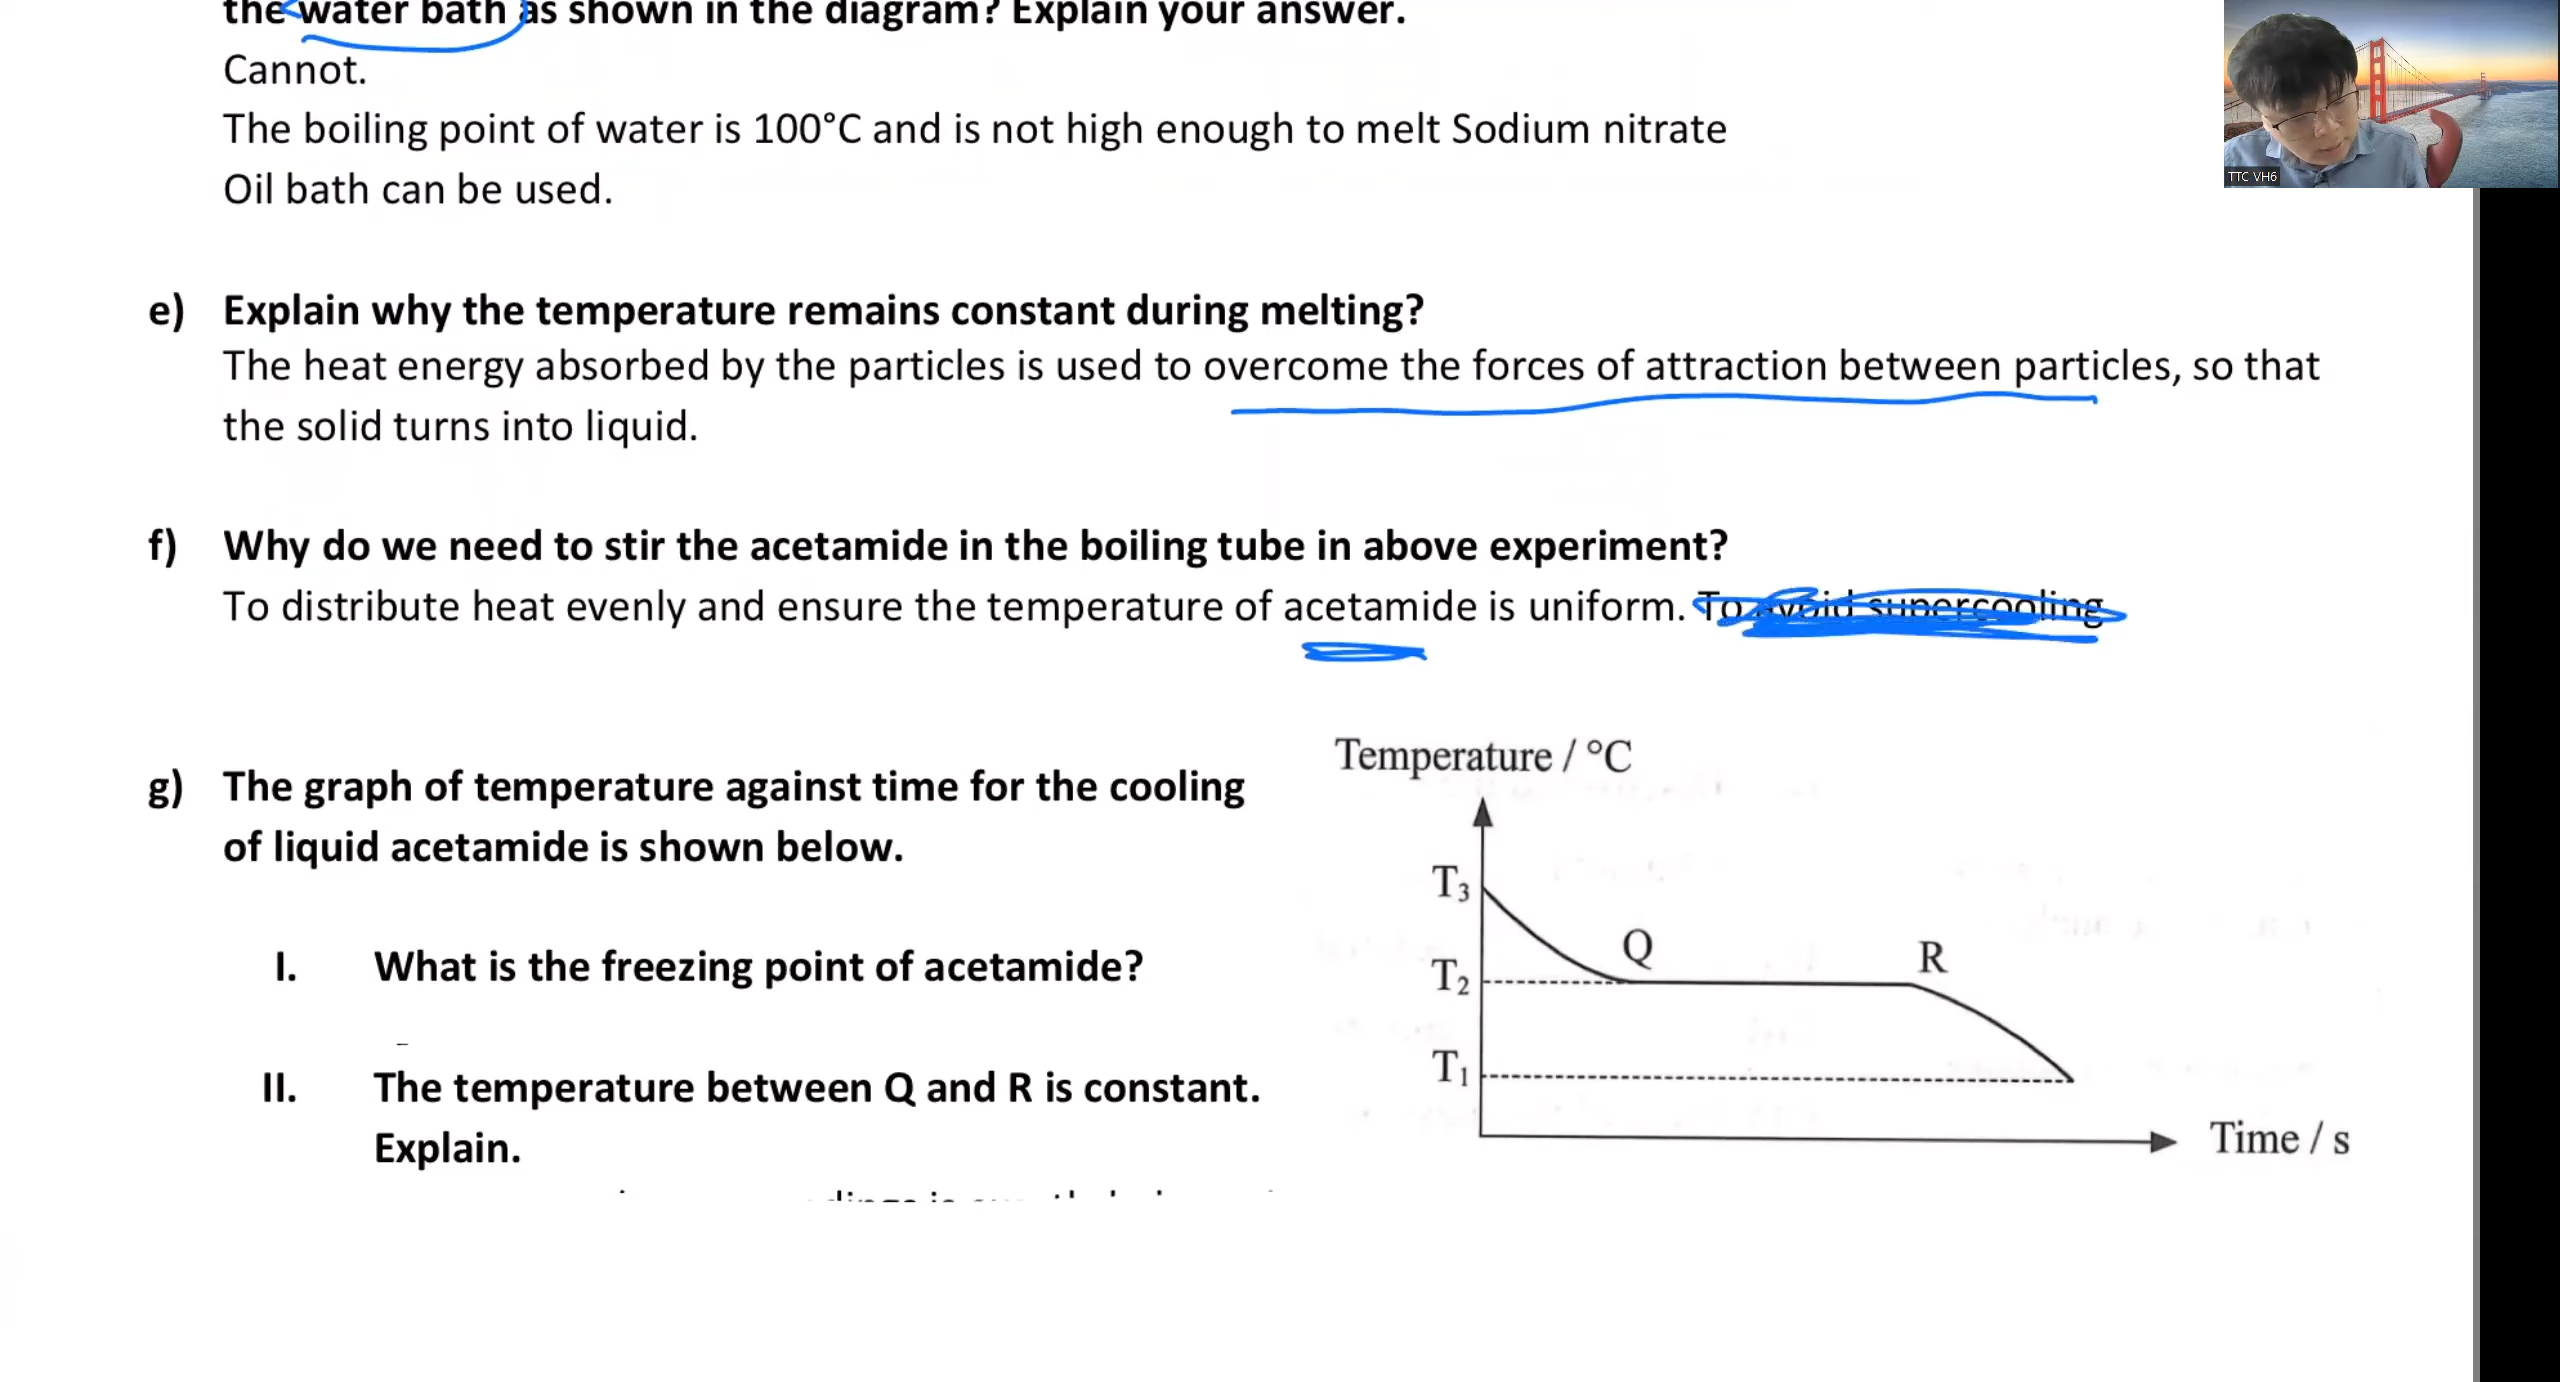 the water bath as shown in the diagram? Explain your answer.
TTC VH6
Cannot.
The boiling point of water is 100°C and is not high enough to melt Sodium nitrate
Oil bath can be used.
e) Explain why the temperature remains constant during melting?
The heat energy absorbed by the particles is used to overcome the forces of attraction between particles, so that
the solid turns into liquid.
f) Why do we need to stir the acetamide in the boiling tube in above experiment?
To distribute heat evenly and ensure the temperature of acetamide is uniform. To avoid supercooling
g) The graph of temperature against time for the cooling
of liquid acetamide is shown below.
I. What is the freezing point of acetamide?
II. The temperature between Q and R is constant.
Explain.
Temperature / °C
T₃
Q
R
T₂
T₁
Time / s